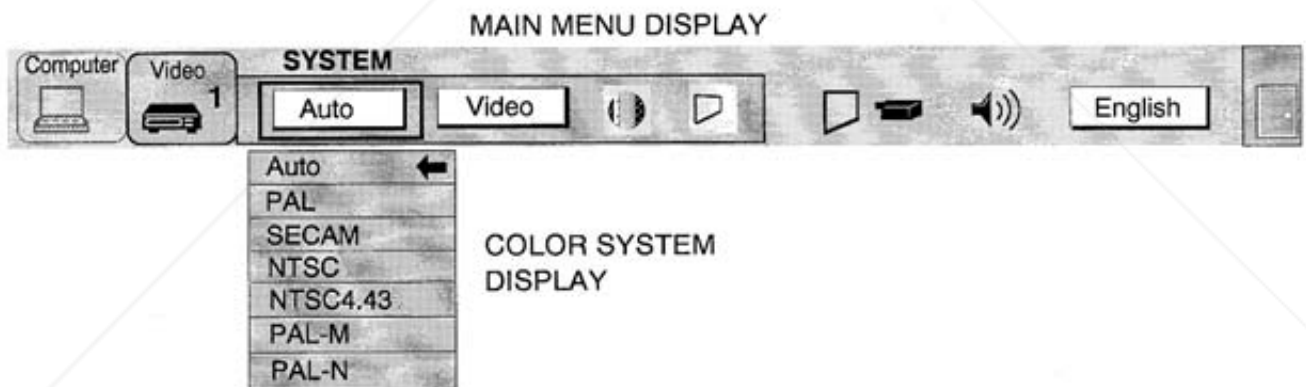 MAIN MENU DISPLAY
Computer Video 1 SYSTEM
Auto Video English
Auto
PAL
SECAM
NTSC
NTSC4.43
PAL-M
PAL-N
COLOR SYSTEM
DISPLAY